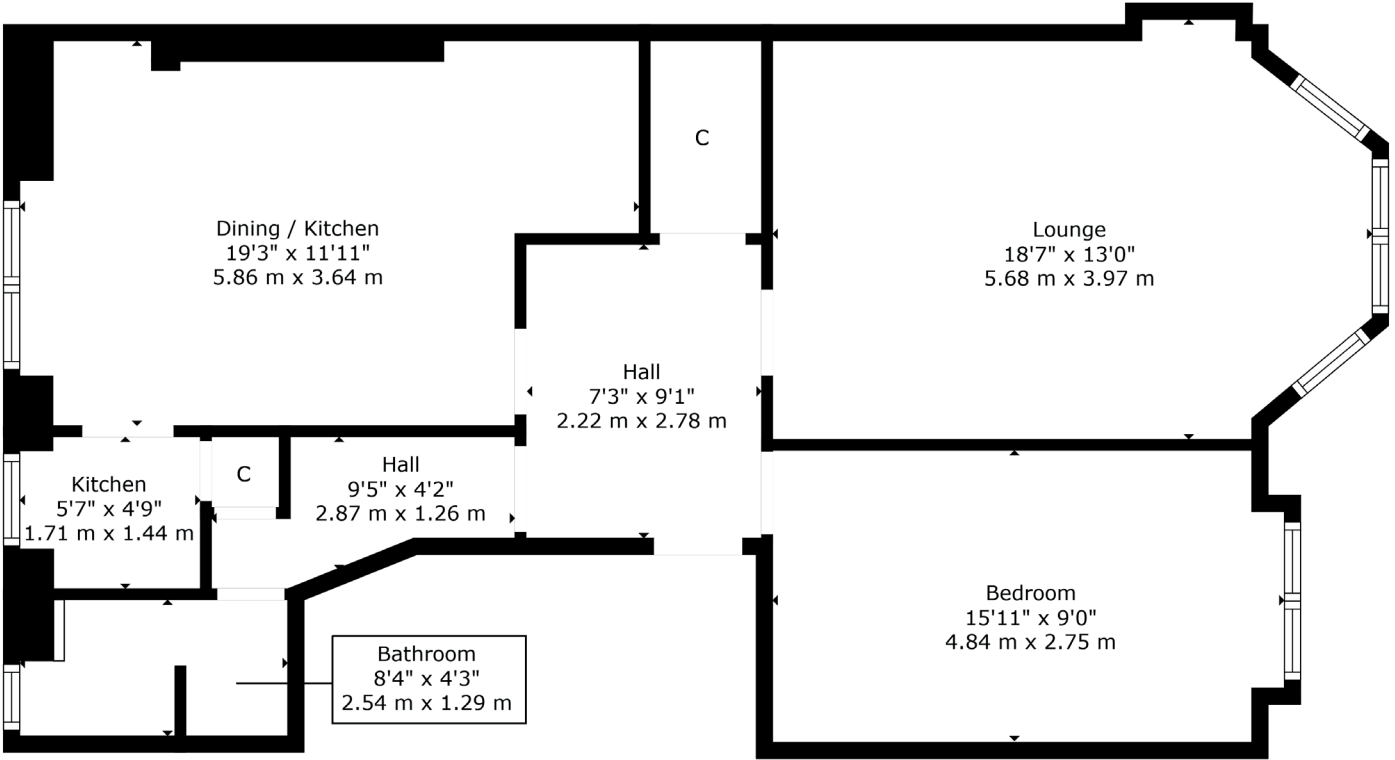 C
Dining / Kitchen
19'3" x 11'11"
5.86 m x 3.64 m
Lounge
18'7" x 13'0"
5.68 m x 3.97 m
Hall
7'3" x 9'1"
2.22 m x 2.78 m
Hall
9'5" x 4'2"
2.87 m x 1.26 m
C
Kitchen
5'7" x 4'9"
1.71 m x 1.44 m
Bedroom
15'11" x 9'0"
4.84 m x 2.75 m
Bathroom
8'4" x 4'3"
2.54 m x 1.29 m